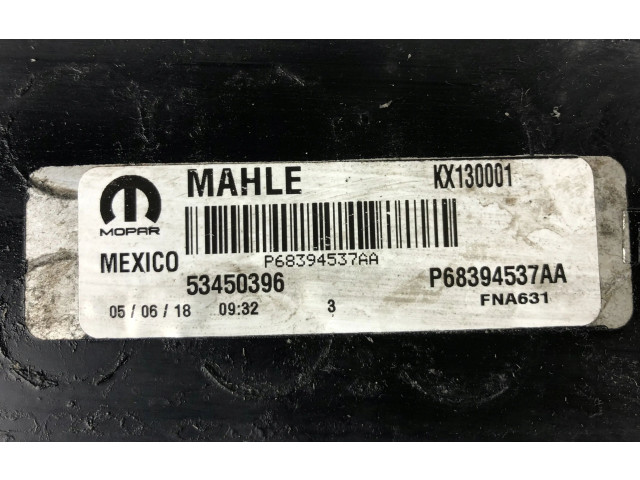 MAHLE KX130001
MOPAR
P68394537AA
MEXICO
53450396 P68394537AA
FNA631
05 / 06 / 18 09:32 3